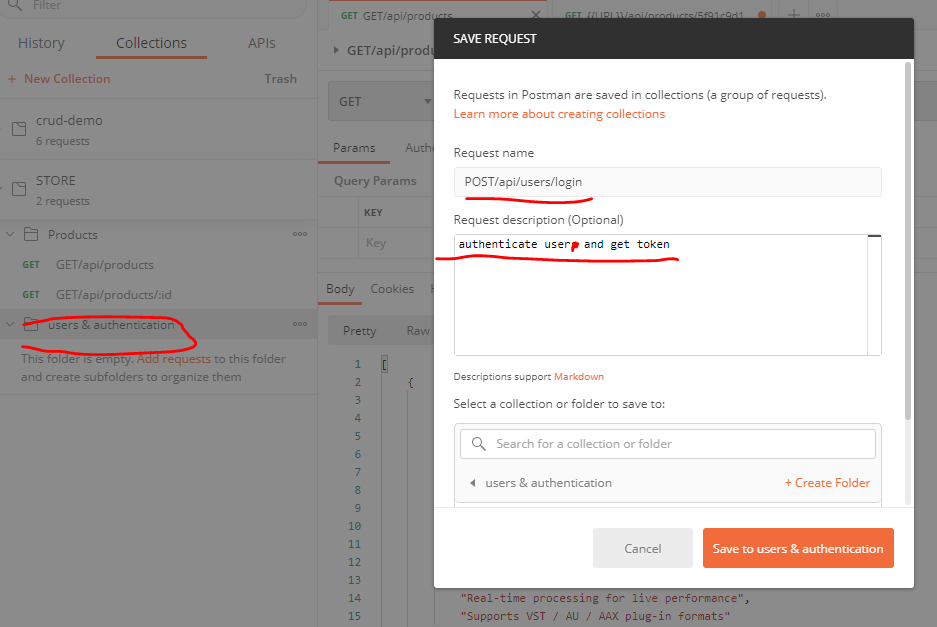 Filter
History Collections APIs
+ New Collection Trash
crud-demo
6 requests
STORE
2 requests
Products
GET GET/api/products
GET GET/api/products/:id
users & authentication
This folder is empty. Add requests to this folder
and create subfolders to organize them
GET GET/api/products
GET {{URL}}/api/products/5f91c9d1
GET/api/produ
GET
Params Auth
Query Params
KEY
Key
Body Cookies
Pretty Raw
1 [
2 {
3
4
5
6
7
8
9
10
11
12
13
14 "Real-time processing for live performance",
15 "Supports VST / AU / AAX plug-in formats"
SAVE REQUEST
Requests in Postman are saved in collections (a group of requests).
Learn more about creating collections
Request name
POST/api/users/login
Request description (Optional)
authenticate user and get token
Descriptions support Markdown
Select a collection or folder to save to:
Search for a collection or folder
users & authentication + Create Folder
Cancel Save to users & authentication